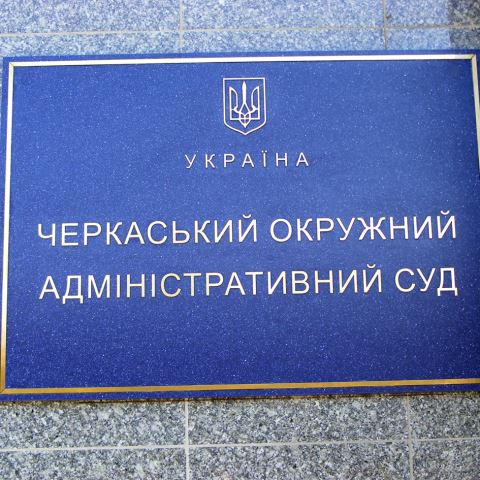 УКРАЇНА
ЧЕРКАСЬКИЙ ОКРУЖНИЙ
АДМІНІСТРАТИВНИЙ СУД